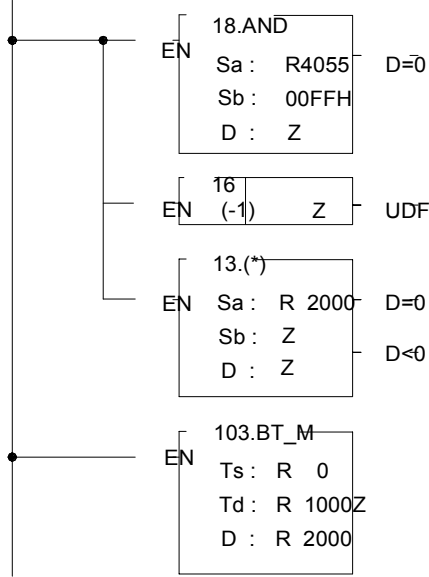 18.AND
EN
Sa : R4055 D=0
Sb : 00FFH
D : Z
16
EN (-1) Z UDF
13.(*)
EN Sa : R 2000 D=0
Sb : Z D<0
D : Z
103.BT_M
EN
Ts : R 0
Td : R 1000Z
D : R 2000